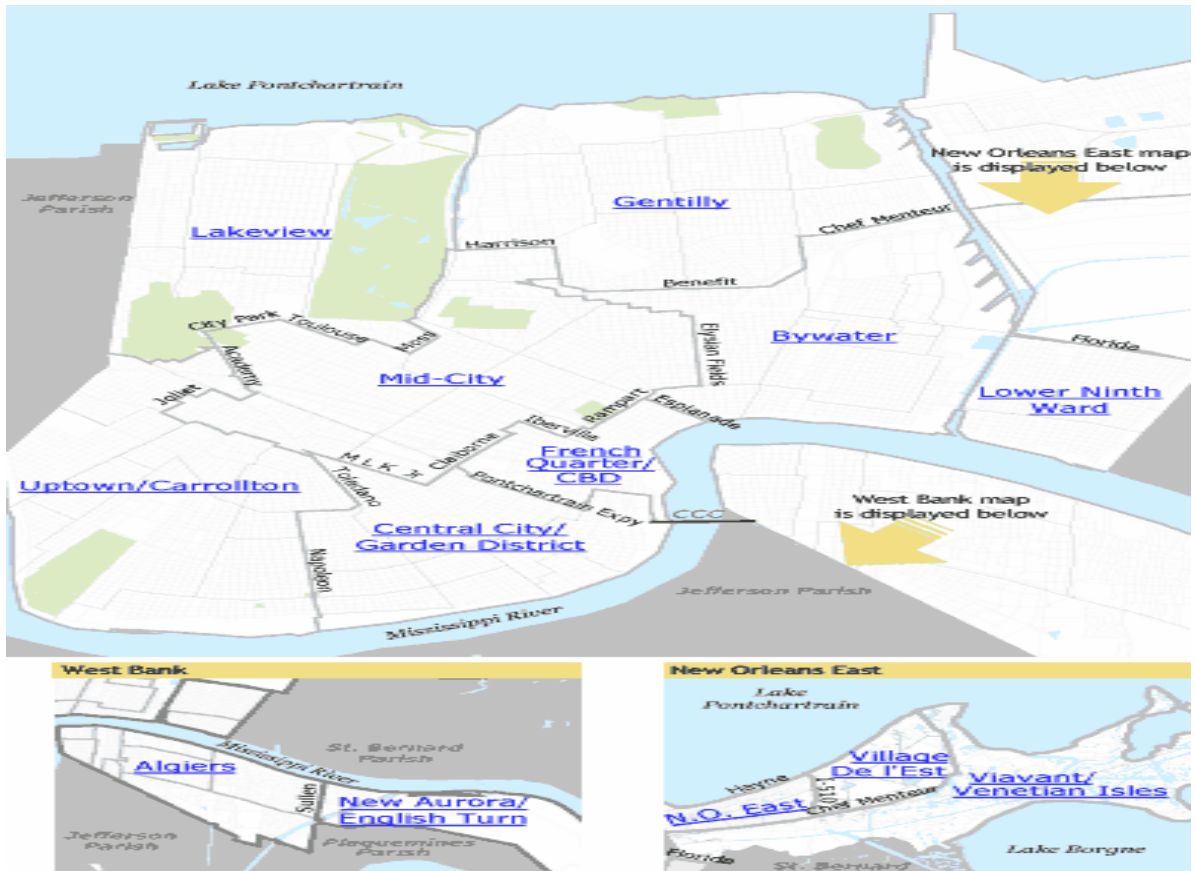 Lake Pontchartrain
New Orleans East map
is displayed below
Jefferson
Parish
Gentilly
Lakeview
Chef Menteur
Harrison
Benefit
City Park
Toulouse
Moss
Elysian Fields
Bywater
Florida
Academy
Mid-City
Joliet
Lower Ninth
Ward
Rampart
Esplanade
Iberville
Claiborne
French
Quarter/
CBD
M L K Jr
Toledano
Uptown/Carrollton
Pontchartrain Expy
West Bank map
is displayed below
CCC
Central City/
Garden District
Napoleon
Jefferson Parish
Mississippi River
West Bank
Mississippi River
St. Bernard
Parish
Algiers
Sullen
New Aurora/
English Turn
Jefferson
Parish
Plaquemines
Parish
New Orleans East
Lake
Pontchartrain
Village
De l'Est
Hayne
I-510
Viavant/
Venetian Isles
N.O. East
Chef Menteur
Florida
St. Bernard
Lake Borgne